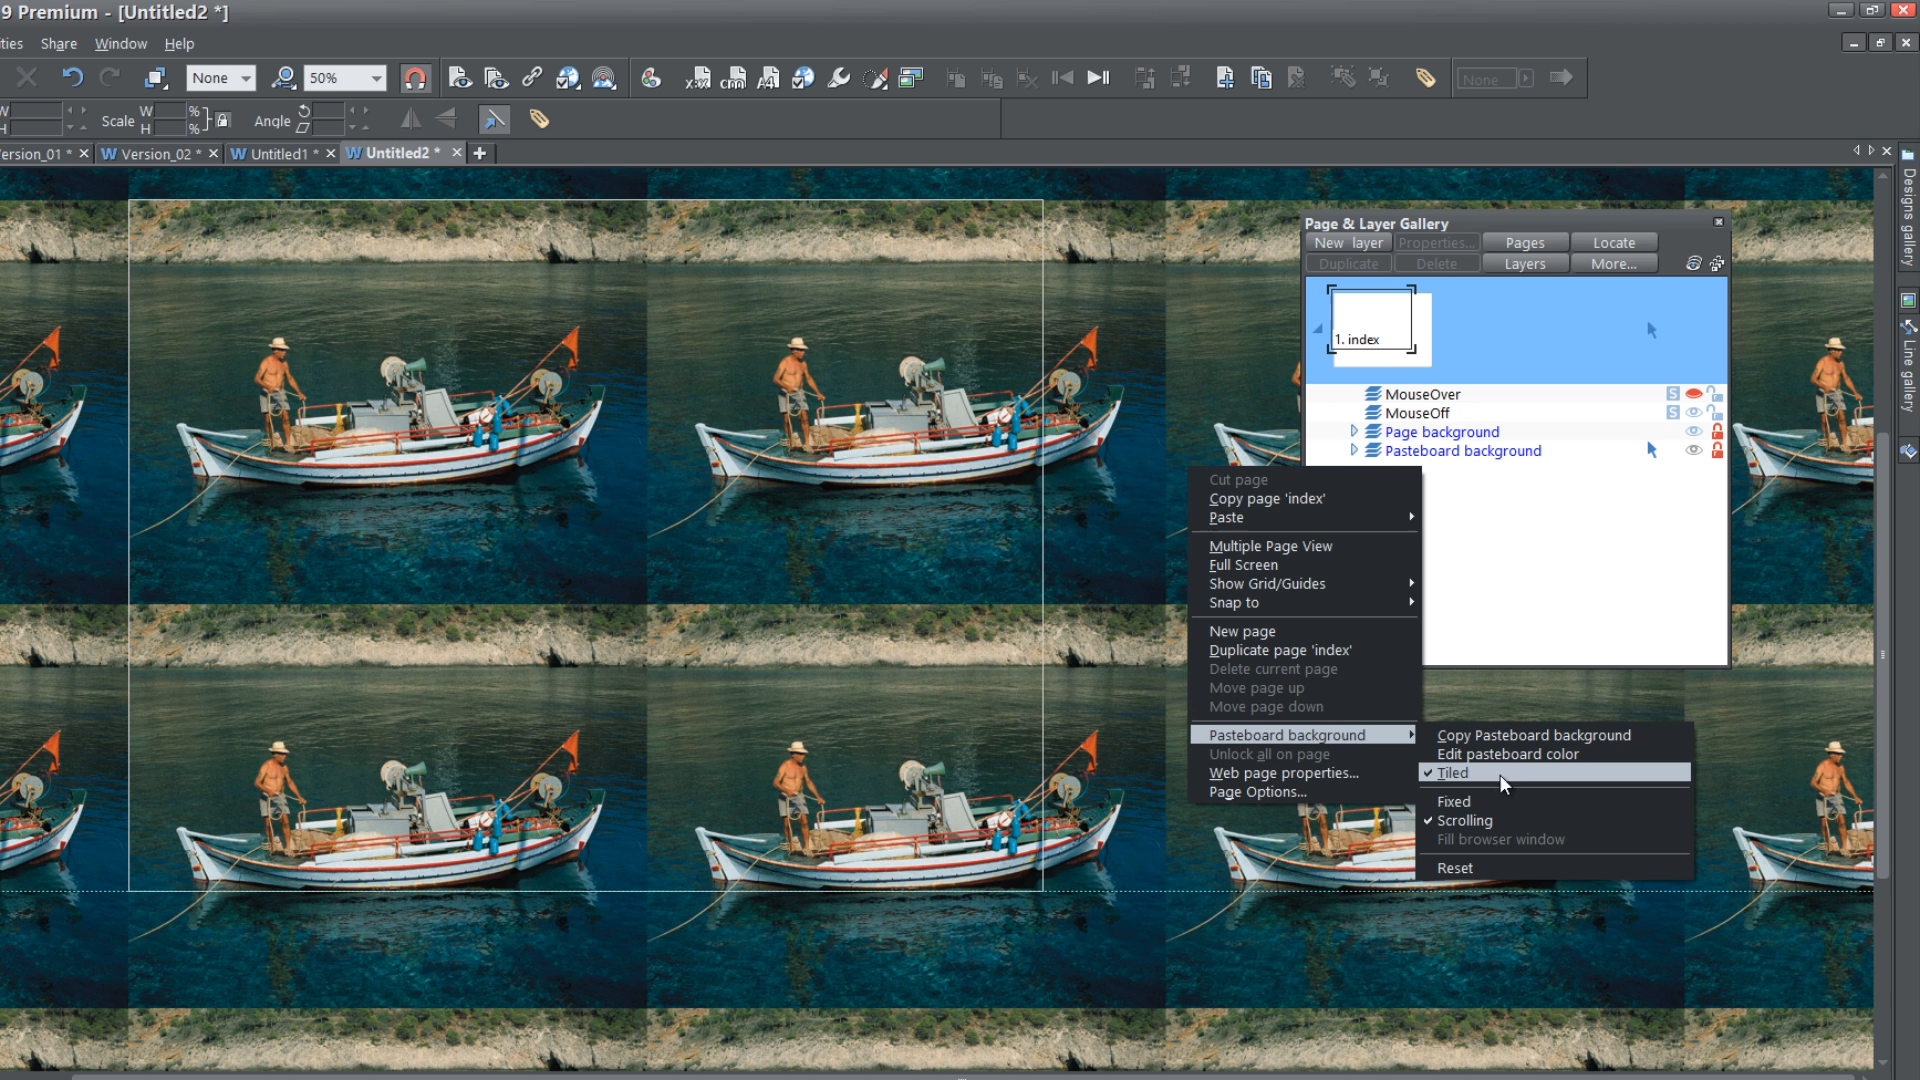 9 Premium - [Untitled2 *]
ties Share Window Help
None 50% None
W H Scale W H % % Angle
ersion_01 * Version_02 * Untitled1 * Untitled2 *
Designs gallery
Line gallery
Page & Layer Gallery
New layer Properties... Pages Locate
Duplicate Delete Layers More...
1. index
MouseOver
MouseOff
Page background
Pasteboard background
Cut page
Copy page 'index'
Paste
Multiple Page View
Full Screen
Show Grid/Guides
Snap to
New page
Duplicate page 'index'
Delete current page
Move page up
Move page down
Pasteboard background
Unlock all on page
Web page properties...
Page Options...
Copy Pasteboard background
Edit pasteboard color
Tiled
Fixed
Scrolling
Fill browser window
Reset